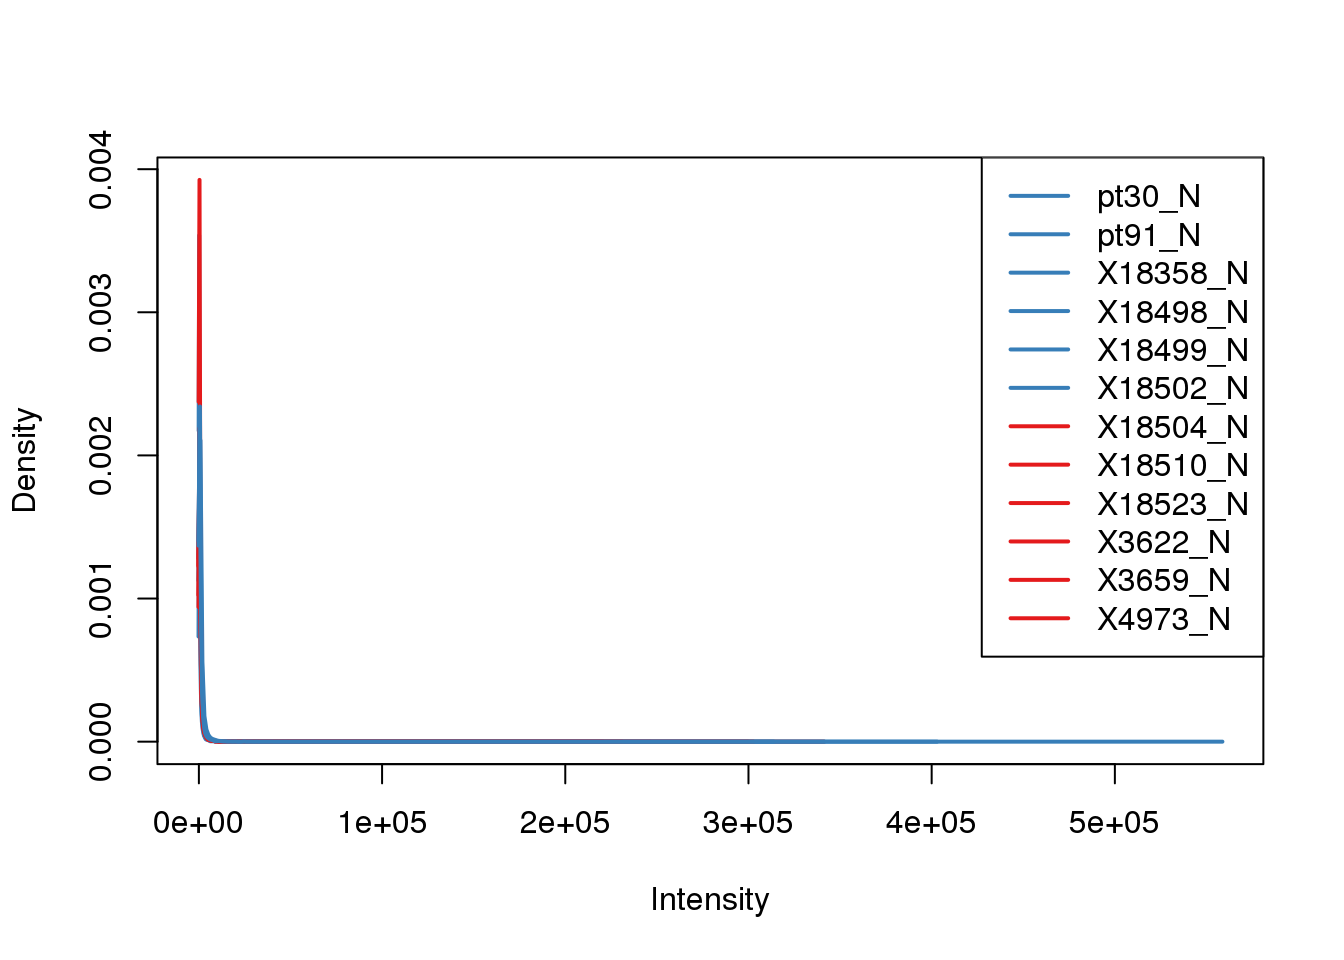 0.004
0.003
0.002
0.001
0.000
Density
0e+00
1e+05
2e+05
3e+05
4e+05
5e+05
Intensity
pt30_N
pt91_N
X18358_N
X18498_N
X18499_N
X18502_N
X18504_N
X18510_N
X18523_N
X3622_N
X3659_N
X4973_N